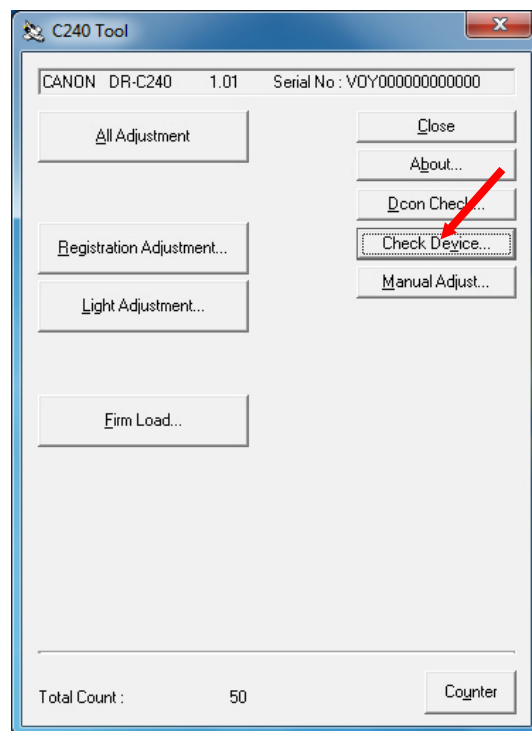 C240 Tool
CANON DR-C240 1.01 Serial No : VOY000000000000
All Adjustment
Close
About...
Dcon Check...
Registration Adjustment...
Check Device...
Light Adjustment...
Manual Adjust...
Firm Load...
Total Count : 50
Counter